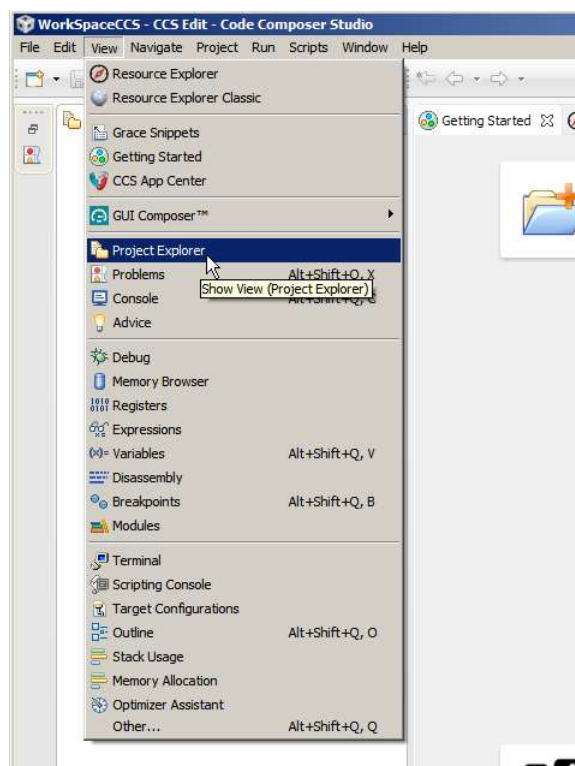 WorkSpaceCCS - CCS Edit - Code Composer Studio
File Edit View Navigate Project Run Scripts Window Help
Resource Explorer
Resource Explorer Classic
Getting Started
Grace Snippets
Getting Started
CCS App Center
GUI Composer™
Project Explorer
Problems Alt+Shift+Q, X
Show View (Project Explorer)
Console
Advice
Debug
Memory Browser
Registers
Expressions
(x)= Variables Alt+Shift+Q, V
Disassembly
Breakpoints Alt+Shift+Q, B
Modules
Terminal
Scripting Console
Target Configurations
Outline Alt+Shift+Q, O
Stack Usage
Memory Allocation
Optimizer Assistant
Other... Alt+Shift+Q, Q